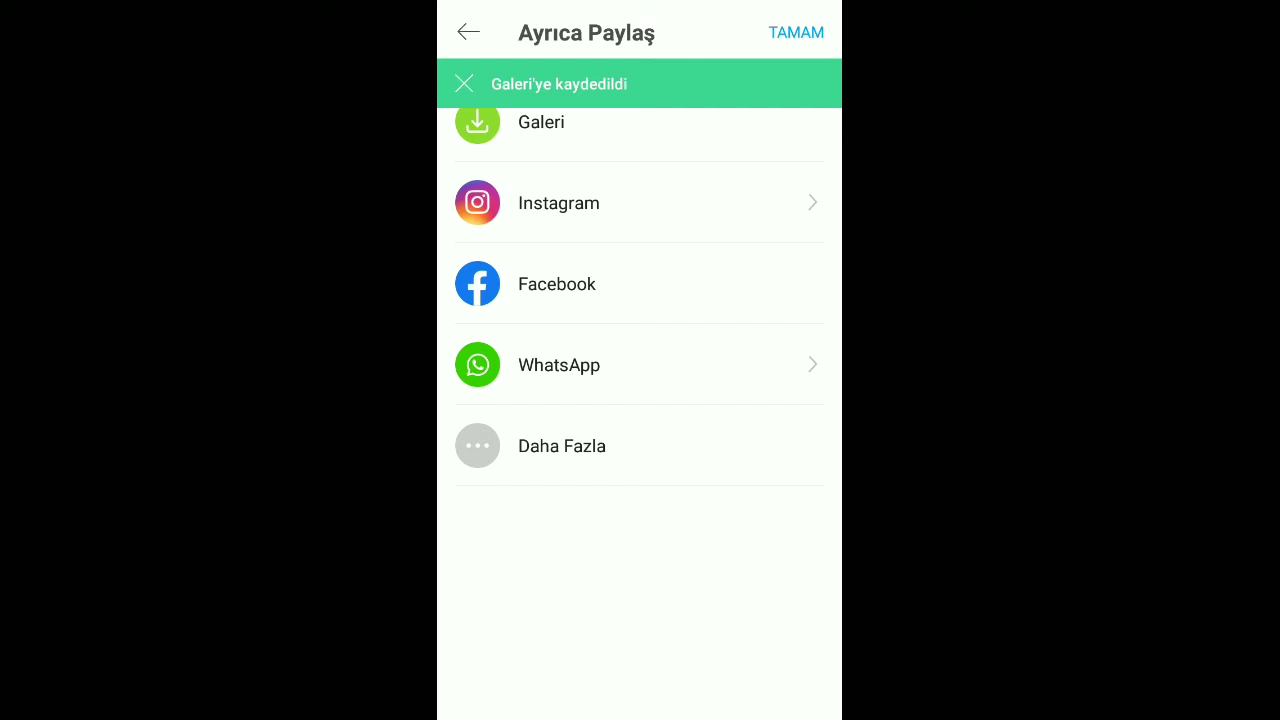 Ayrıca Paylaş
TAMAM
Galeri'ye kaydedildi
Galeri
Instagram
Facebook
WhatsApp
Daha Fazla